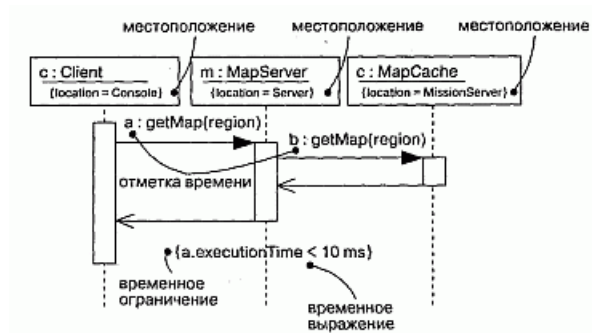 местоположение местоположение местоположение
c : Client m : MapServer c : MapCache
{location = Console} {location = Server} {location = MissionServer}
a : getMap(region)
b : getMap(region)
отметка времени
{a.executionTime < 10 ms}
временное
ограничение
временное
выражение